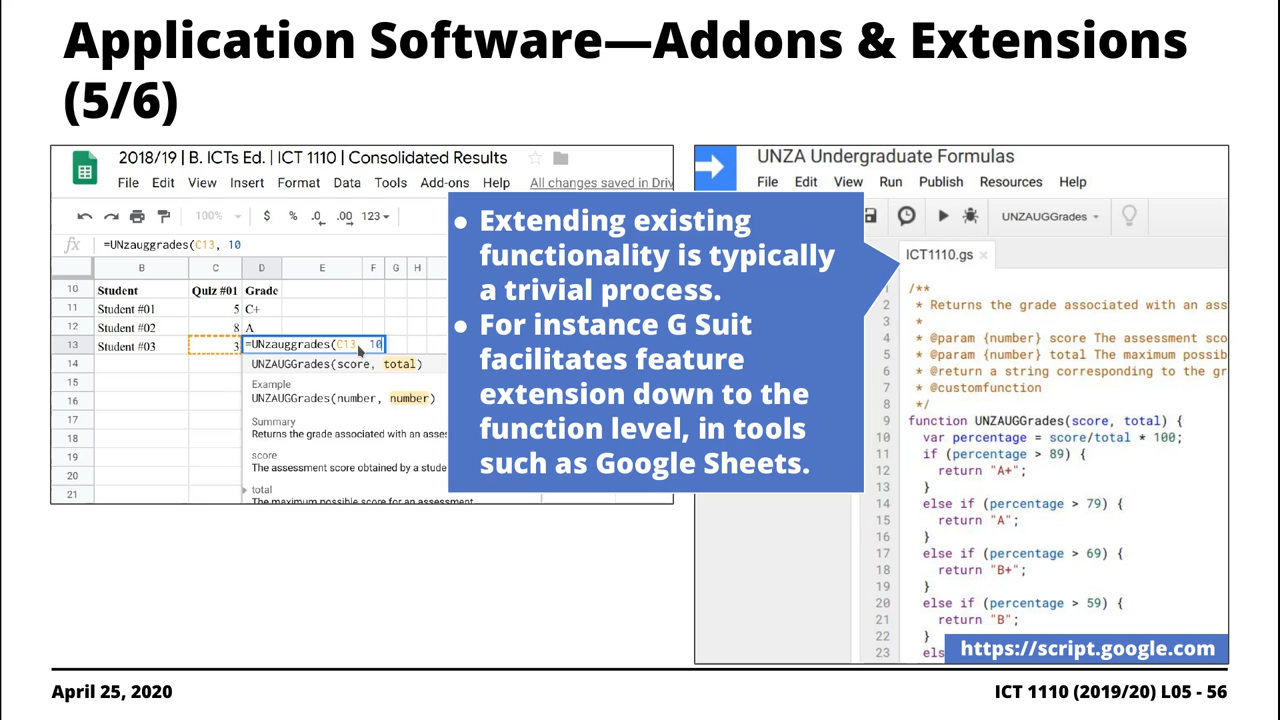 Application Software—Addons & Extensions
(5/6)
2018/19 | B. ICTs Ed. | ICT 1110 | Consolidated Results
File Edit View Insert Format Data Tools Add-ons Help All changes saved in Driv
100% $ % .0 .00 123
fx =UNzauggrades(C13, 10
B C D E F G H
10 Student Quiz #01 Grade
11 Student #01 5 C+
12 Student #02 8 A
13 Student #03 3 =UNzauggrades(C13, 10
14 UNZAUGGrades(score, total)
15 Example
16 UNZAUGGrades(number, number)
17 Summary
18 Returns the grade associated with an asses
19 score
20 The assessment score obtained by a stude
total
21 The maximum possible score for an assessment
• Extending existing
functionality is typically
a trivial process.
• For instance G Suit
facilitates feature
extension down to the
function level, in tools
such as Google Sheets.
UNZA Undergraduate Formulas
File Edit View Run Publish Resources Help
UNZAUGGrades
ICT1110.gs
1 /**
2 * Returns the grade associated with an ass
3 *
4 * @param {number} score The assessment sco
5 * @param {number} total The maximum possib
6 * @return a string corresponding to the gr
7 * @customfunction
8 */
9 function UNZAUGGrades(score, total) {
10 var percentage = score/total * 100;
11 if (percentage > 89) {
12 return "A+";
13 }
14 else if (percentage > 79) {
15 return "A";
16 }
17 else if (percentage > 69) {
18 return "B+";
19 }
20 else if (percentage > 59) {
21 return "B";
22 }
23 els
https://script.google.com
April 25, 2020
ICT 1110 (2019/20) L05 - 56